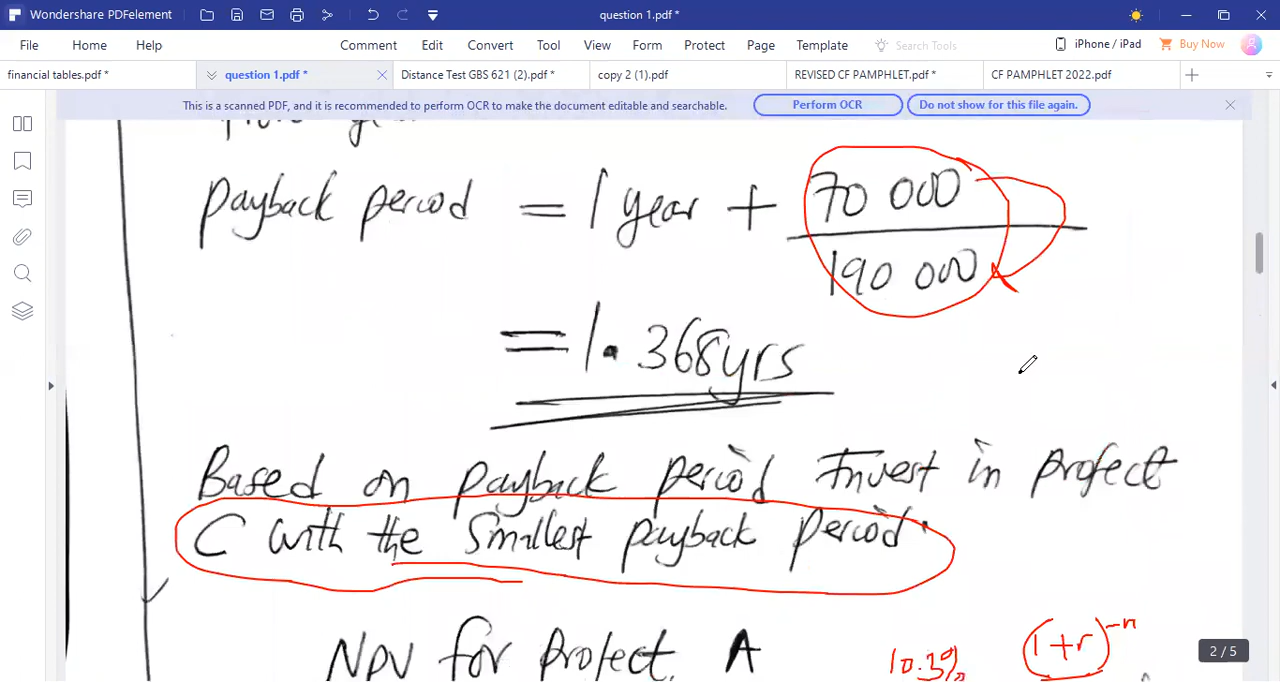 Wondershare PDFelement
question 1.pdf *
File Home Help Comment Edit Convert Tool View Form Protect Page Template Search Tools iPhone / iPad Buy Now
financial tables.pdf * question 1.pdf * Distance Test GBS 621 (2).pdf * copy 2 (1).pdf REVISED CF PAMPHLET.pdf * CF PAMPHLET 2022.pdf
This is a scanned PDF, and it is recommended to perform OCR to make the document editable and searchable. Perform OCR Do not show for this file again.
payback period = 1 year + 70 000
190 000
= 1.368yrs
Based on payback period Invest in project
C with the smallest payback period.
(1+r)^-n
NPV for project A 10.3%
2 / 5